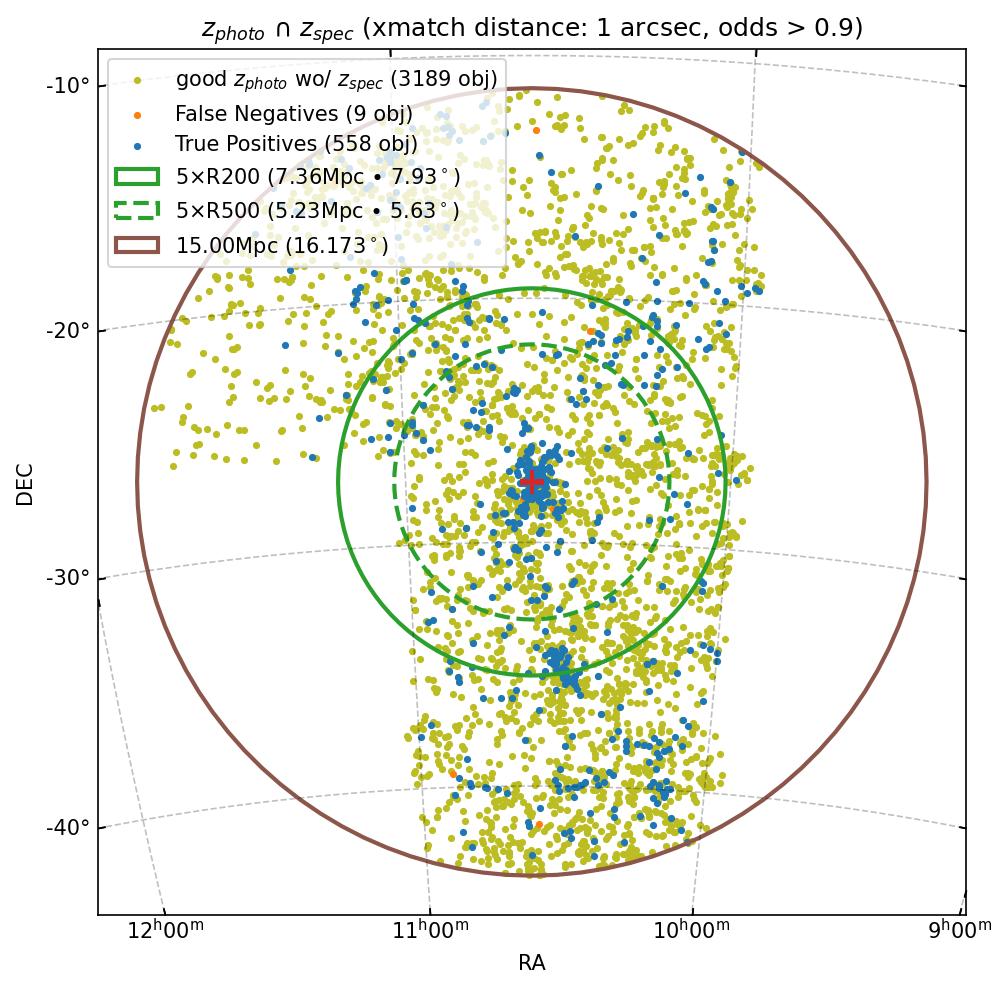 z_photo ∩ z_spec (xmatch distance: 1 arcsec, odds > 0.9)
good z_photo wo/ z_spec (3189 obj)
False Negatives (9 obj)
True Positives (558 obj)
5×R200 (7.36Mpc • 7.93°)
5×R500 (5.23Mpc • 5.63°)
15.00Mpc (16.173°)
-10°
-20°
-30°
-40°
DEC
12h00m
11h00m
10h00m
9h00m
RA